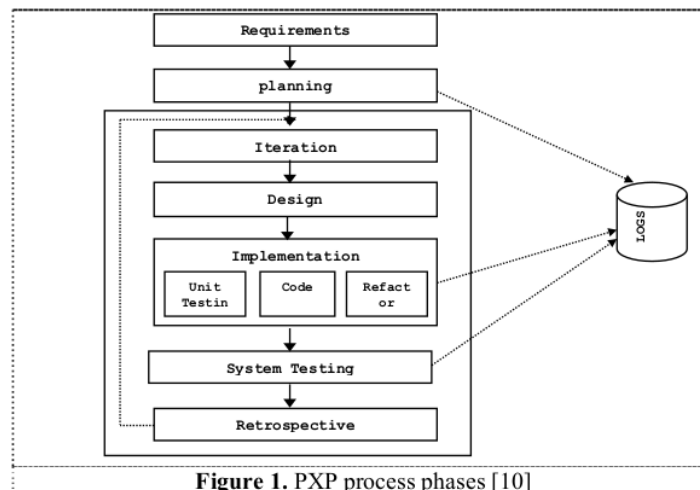 Requirements
planning
Iteration
Design
Implementation
Unit
Testin
Code
Refact
or
System Testing
Retrospective
LOGS
Figure 1. PXP process phases [10]